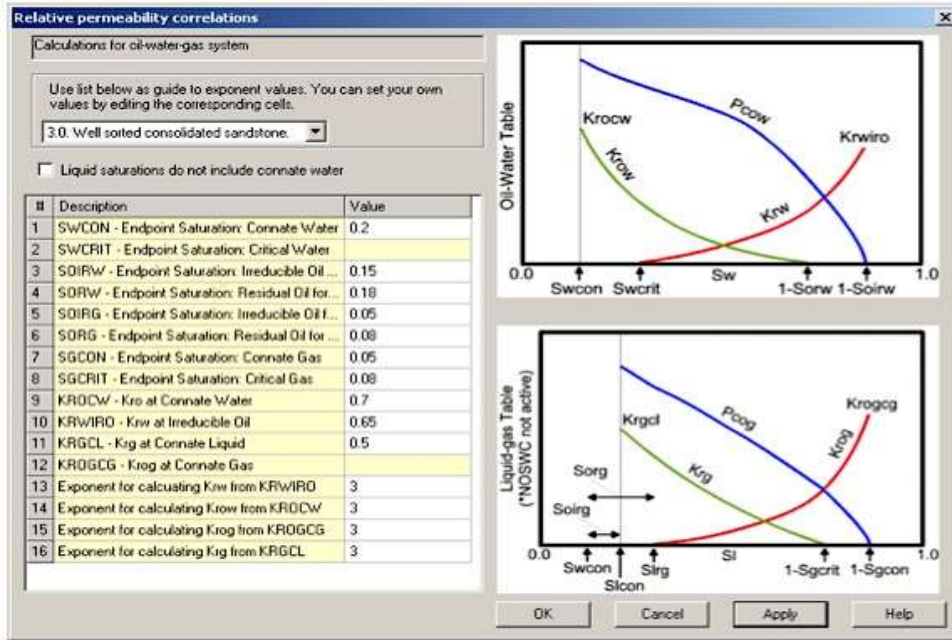 Relative permeability correlations
Calculations for oil-water-gas system
Use list below as guide to exponent values. You can set your own
values by editing the corresponding cells.
3.0. Well sorted consolidated sandstone.
Liquid saturations do not include connate water
# Description Value
1 SWCON - Endpoint Saturation: Connate Water 0.2
2 SWCRIT - Endpoint Saturation: Critical Water
3 SOIRW - Endpoint Saturation: Irreducible Oil ... 0.15
4 SORW - Endpoint Saturation: Residual Oil for... 0.18
5 SOIRG - Endpoint Saturation: Irreducible Oil f... 0.05
6 SORG - Endpoint Saturation: Residual Oil for ... 0.08
7 SGCON - Endpoint Saturation: Connate Gas 0.05
8 SGCRIT - Endpoint Saturation: Critical Gas 0.08
9 KROCW - Kro at Connate Water 0.7
10 KRWIRO - Krw at Irreducible Oil 0.65
11 KRGCL - Krg at Connate Liquid 0.5
12 KROGCG - Krog at Connate Gas
13 Exponent for calcuating Krw from KRWIRO 3
14 Exponent for calculating Krow from KROCW 3
15 Exponent for calculating Krog from KROGCG 3
16 Exponent for calculating Krg from KRGCL 3
Oil-Water Table
Krocw
Pcow
Krwiro
Krow
Krw
0.0 Sw 1.0
Swcon Swcrit 1-Sorw 1-Soirw
Liquid-gas Table
(*NOSWC not active)
Krgcl
Pcog
Krogcg
Krog
Sorg
Krg
Soirg
0.0 Sl 1.0
Swcon Slrg 1-Sgcrit 1-Sgcon
Slcon
OK Cancel Apply Help